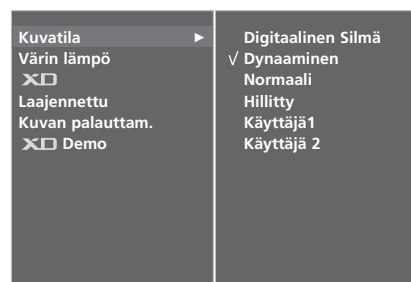 Kuvatila
Värin lämpö
XD
Laajennettu
Kuvan palauttam.
XD Demo
Digitaalinen Silmä
√ Dynaaminen
Normaali
Hillitty
Käyttäjä1
Käyttäjä 2